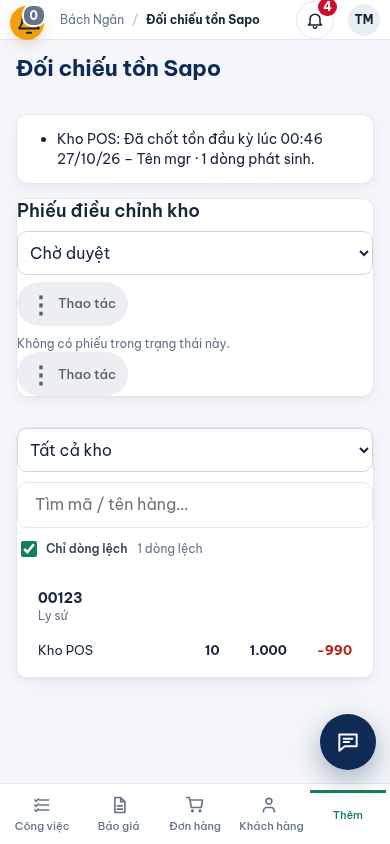 0
Bách Ngân / Đối chiếu tồn Sapo
4
TM
Đối chiếu tồn Sapo
Kho POS: Đã chốt tồn đầu kỳ lúc 00:46
27/10/26 – Tên mgr · 1 dòng phát sinh.
Phiếu điều chỉnh kho
Chờ duyệt
Thao tác
Không có phiếu trong trạng thái này.
Thao tác
Tất cả kho
Tìm mã / tên hàng...
Chỉ dòng lệch 1 dòng lệch
00123
Ly sứ
Kho POS 10 1.000 -990
Công việc Báo giá Đơn hàng Khách hàng Thêm